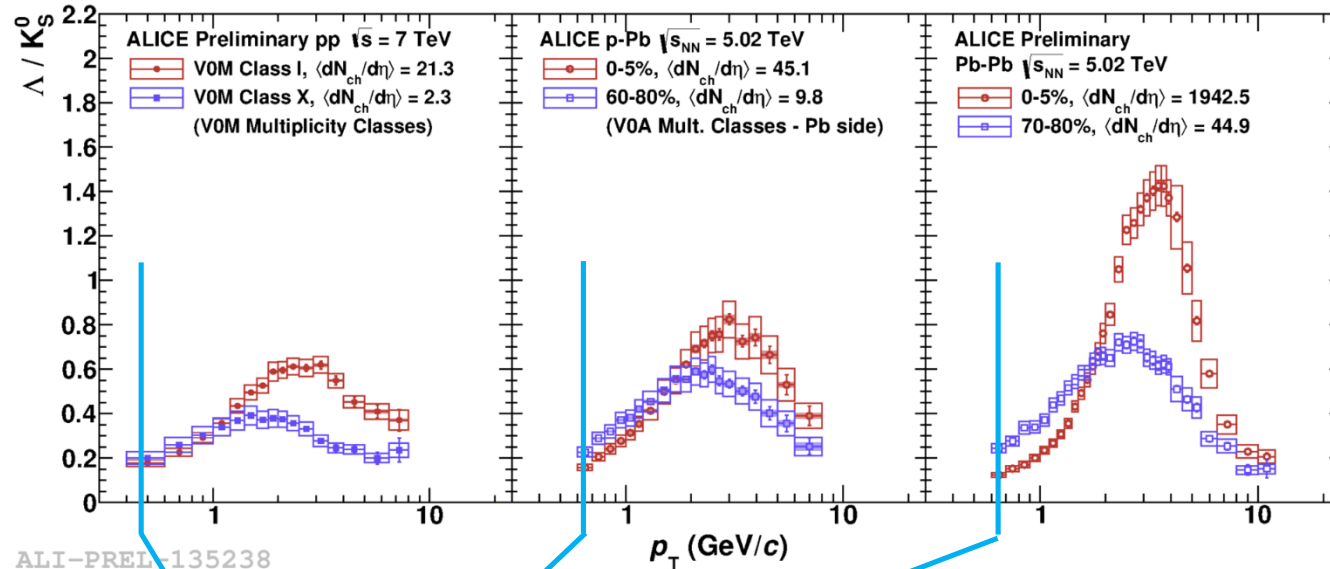 Λ / K⁰_S
2.2
2
1.8
1.6
1.4
1.2
1
0.8
0.6
0.4
0.2
0
ALICE Preliminary pp √s = 7 TeV
V0M Class I, ⟨dN_ch/dη⟩ = 21.3
V0M Class X, ⟨dN_ch/dη⟩ = 2.3
(V0M Multiplicity Classes)
1 10
ALICE p-Pb √s_NN = 5.02 TeV
0-5%, ⟨dN_ch/dη⟩ = 45.1
60-80%, ⟨dN_ch/dη⟩ = 9.8
(V0A Mult. Classes - Pb side)
1 10
ALICE Preliminary
Pb-Pb √s_NN = 5.02 TeV
0-5%, ⟨dN_ch/dη⟩ = 1942.5
70-80%, ⟨dN_ch/dη⟩ = 44.9
1 10
p_T (GeV/c)
ALI-PREL-135238